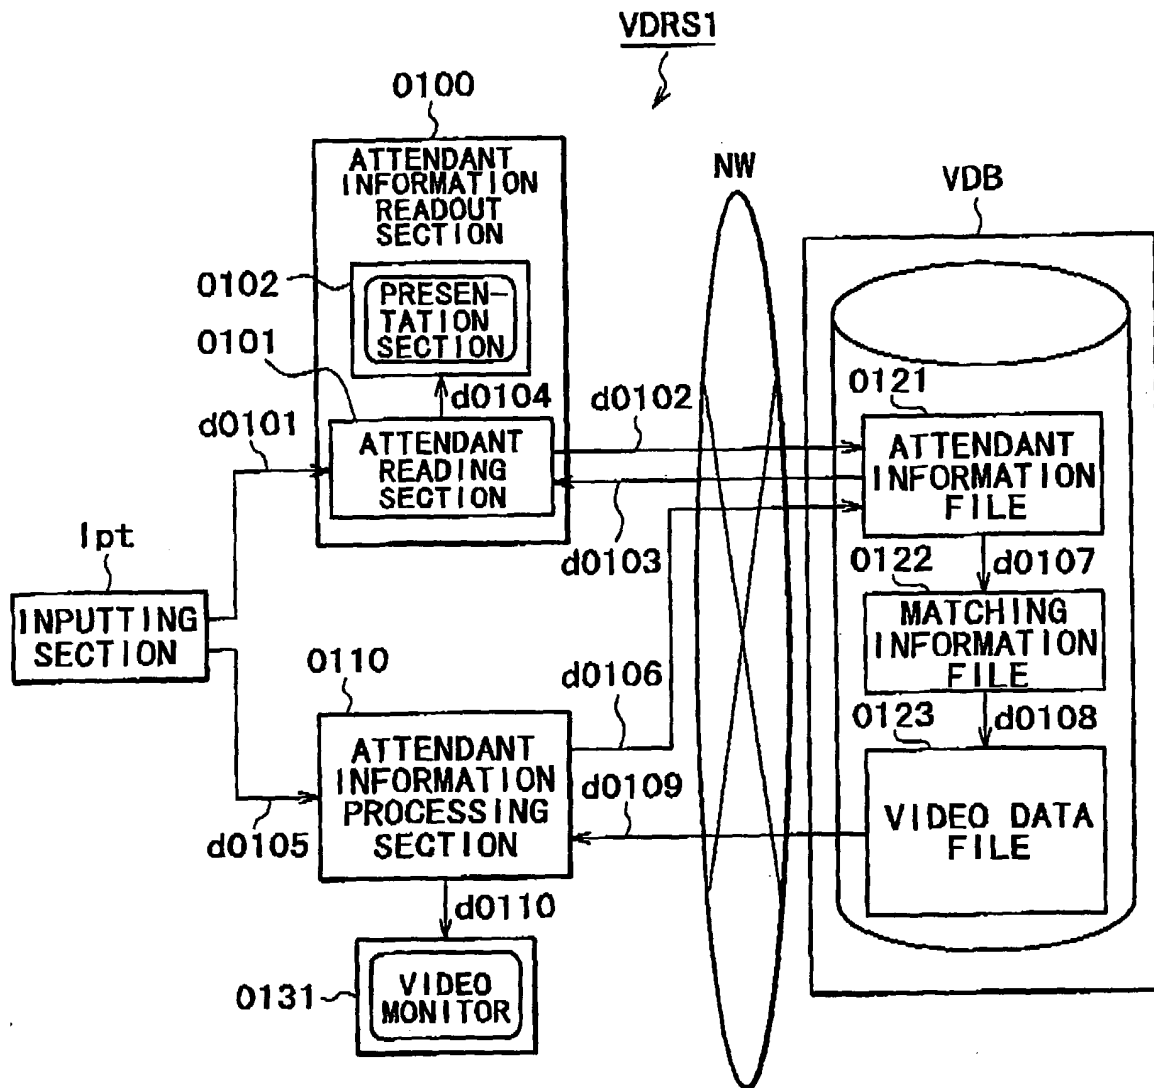 VDRS1
0100
ATTENDANT
INFORMATION
READOUT
SECTION
NW
VDB
0102
PRESEN-
TATION
SECTION
0101
d0104
d0102
0121
d0101
ATTENDANT
READING
SECTION
ATTENDANT
INFORMATION
FILE
Ipt
d0103
0122
d0107
INPUTTING
SECTION
MATCHING
INFORMATION
FILE
0110
d0106
0123
d0108
ATTENDANT
INFORMATION
PROCESSING
SECTION
d0109
VIDEO DATA
FILE
d0105
d0110
0131
VIDEO
MONITOR